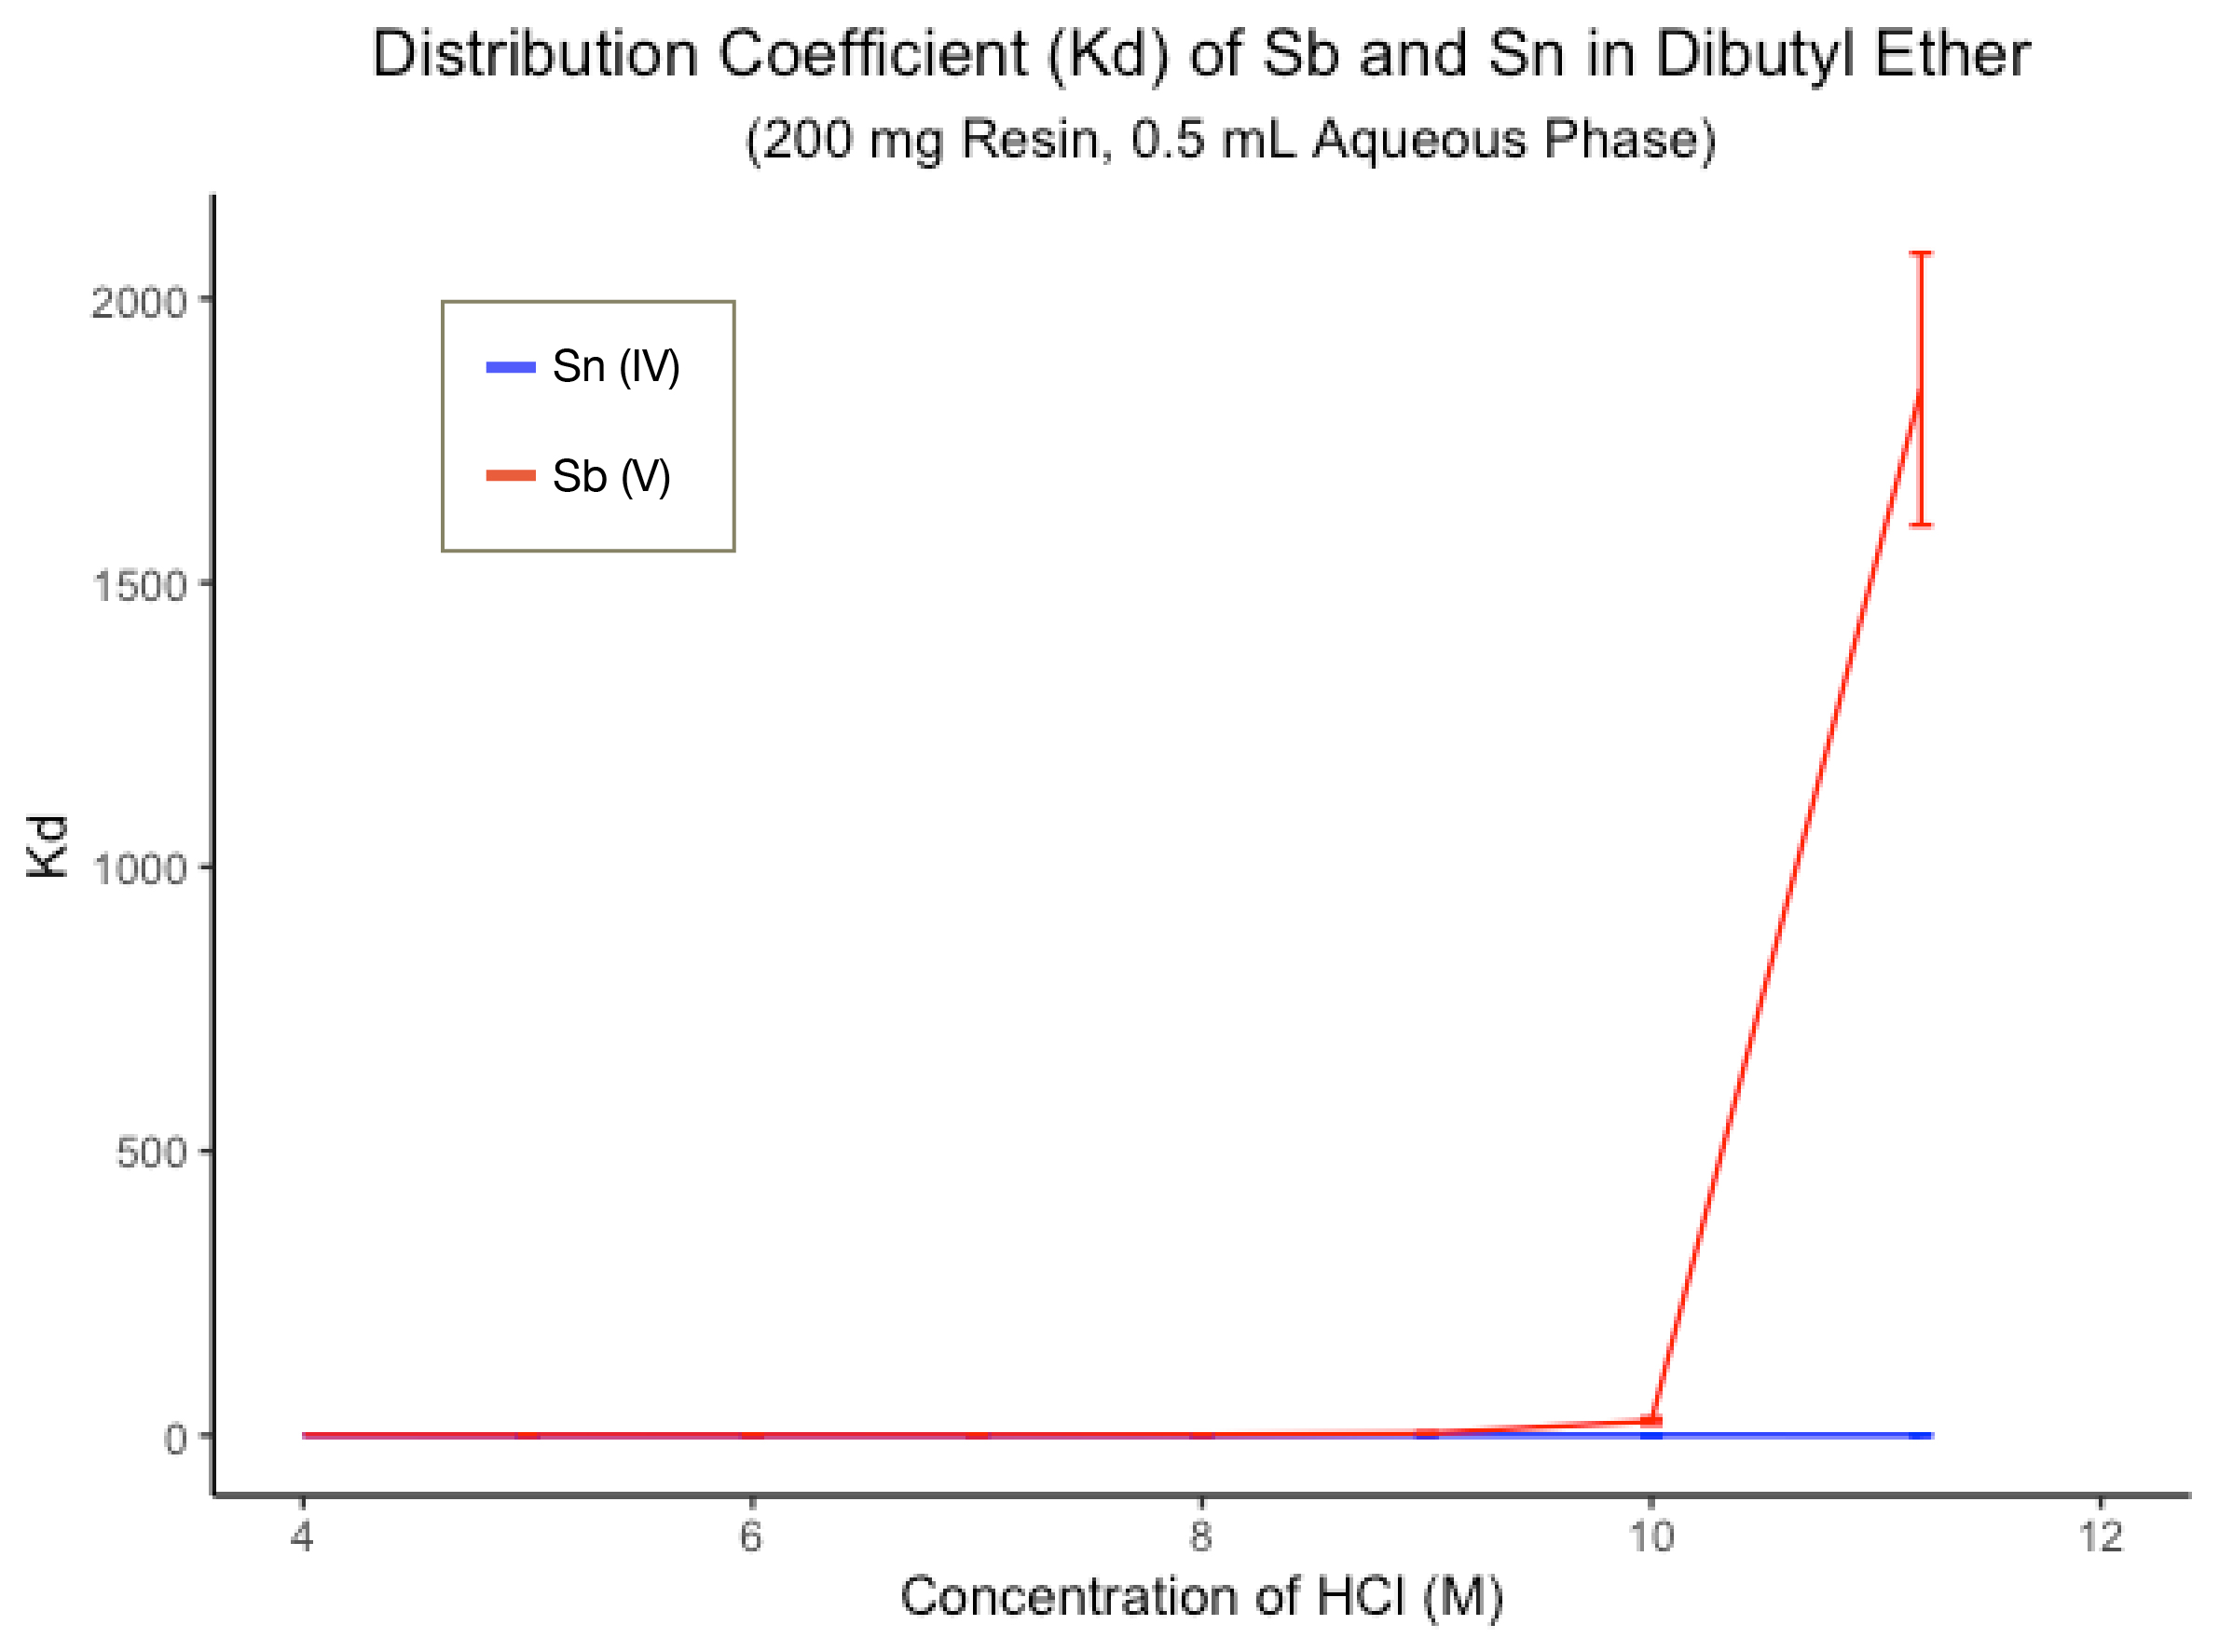 Distribution Coefficient (Kd) of Sb and Sn in Dibutyl Ether
(200 mg Resin, 0.5 mL Aqueous Phase)
Sn (IV)
Sb (V)
2000
1500
1000
500
0
Kd
4 6 8 10 12
Concentration of HCl (M)